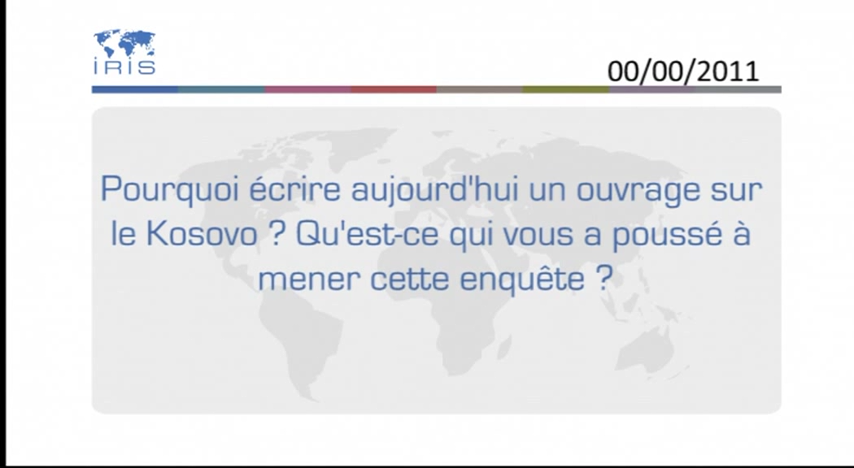 iRIS
00/00/2011
Pourquoi écrire aujourd'hui un ouvrage sur
le Kosovo ? Qu'est-ce qui vous a poussé à
mener cette enquête ?